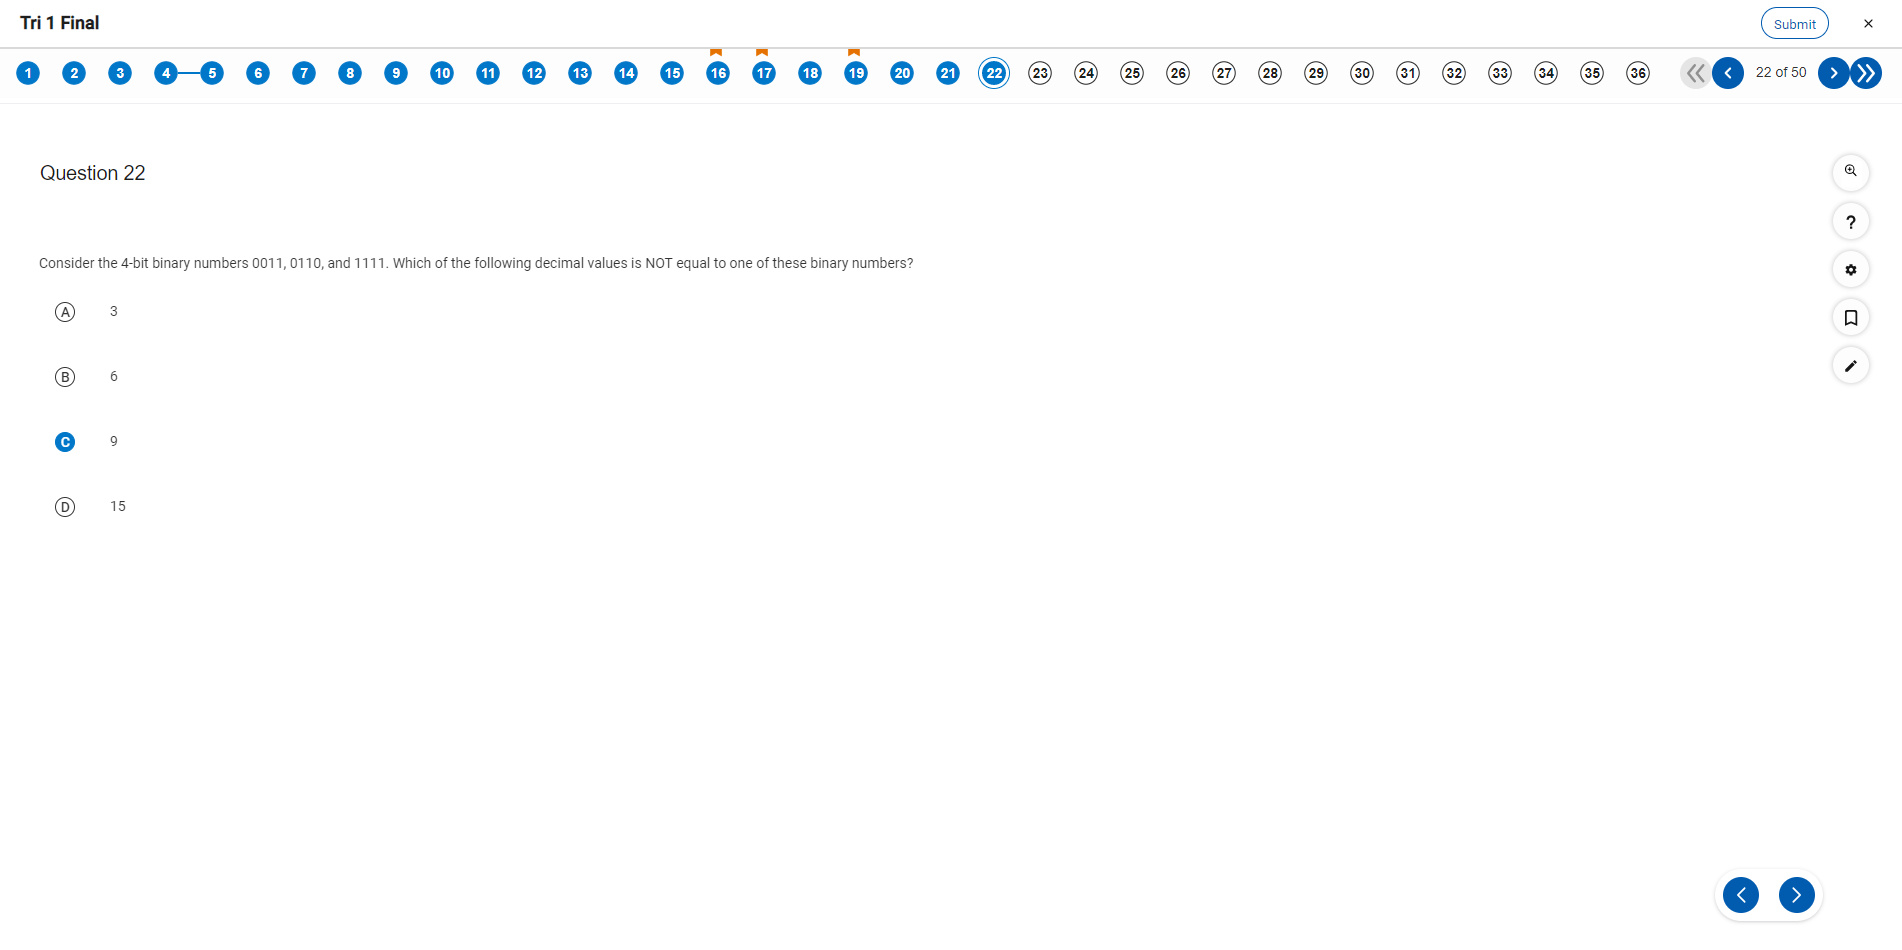 Tri 1 Final
Submit
1 2 3 4 5 6 7 8 9 10 11 12 13 14 15 16 17 18 19 20 21 22 23 24 25 26 27 28 29 30 31 32 33 34 35 36 22 of 50
Question 22
?
Consider the 4-bit binary numbers 0011, 0110, and 1111. Which of the following decimal values is NOT equal to one of these binary numbers?
A 3
B 6
C 9
D 15